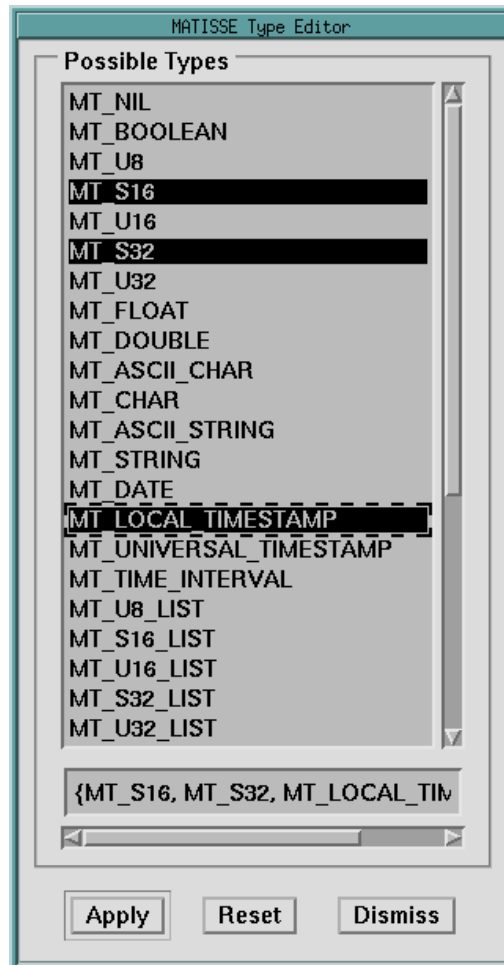 MATISSE Type Editor
Possible Types
MT_NIL
MT_BOOLEAN
MT_U8
MT_S16
MT_U16
MT_S32
MT_U32
MT_FLOAT
MT_DOUBLE
MT_ASCII_CHAR
MT_CHAR
MT_ASCII_STRING
MT_STRING
MT_DATE
MT_LOCAL_TIMESTAMP
MT_UNIVERSAL_TIMESTAMP
MT_TIME_INTERVAL
MT_U8_LIST
MT_S16_LIST
MT_U16_LIST
MT_S32_LIST
MT_U32_LIST
{MT_S16, MT_S32, MT_LOCAL_TIM
Apply Reset Dismiss